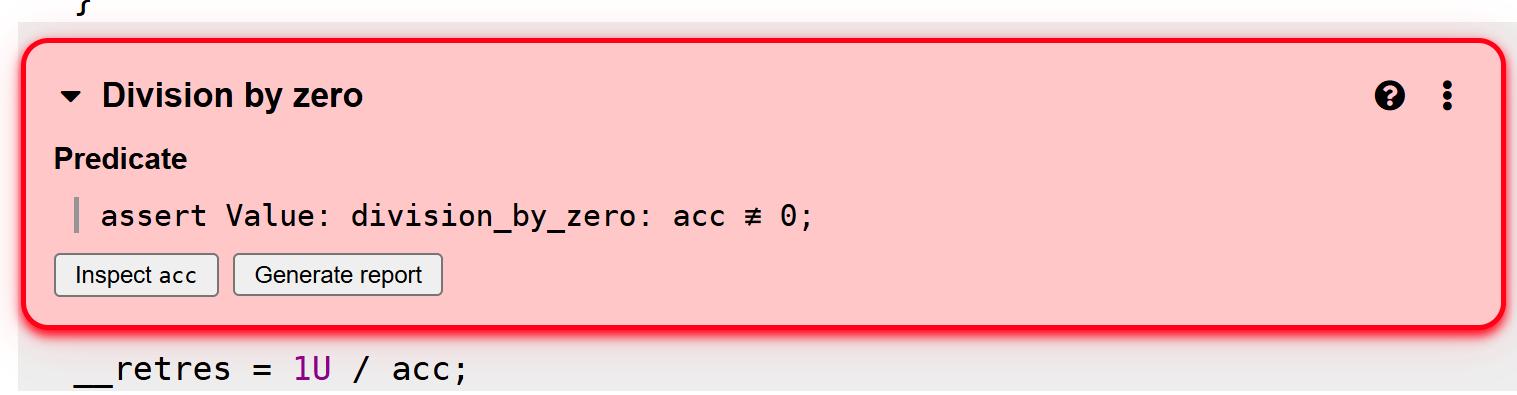 }
Division by zero
Predicate
assert Value: division_by_zero: acc ≢ 0;
Inspect acc Generate report
__retres = 1U / acc;